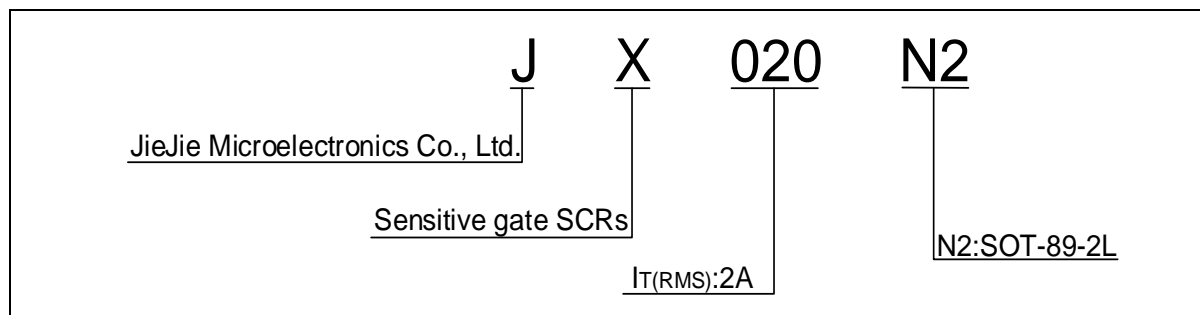 J X 020 N2
JieJie Microelectronics Co., Ltd.
Sensitive gate SCRs
N2:SOT-89-2L
IT(RMS):2A